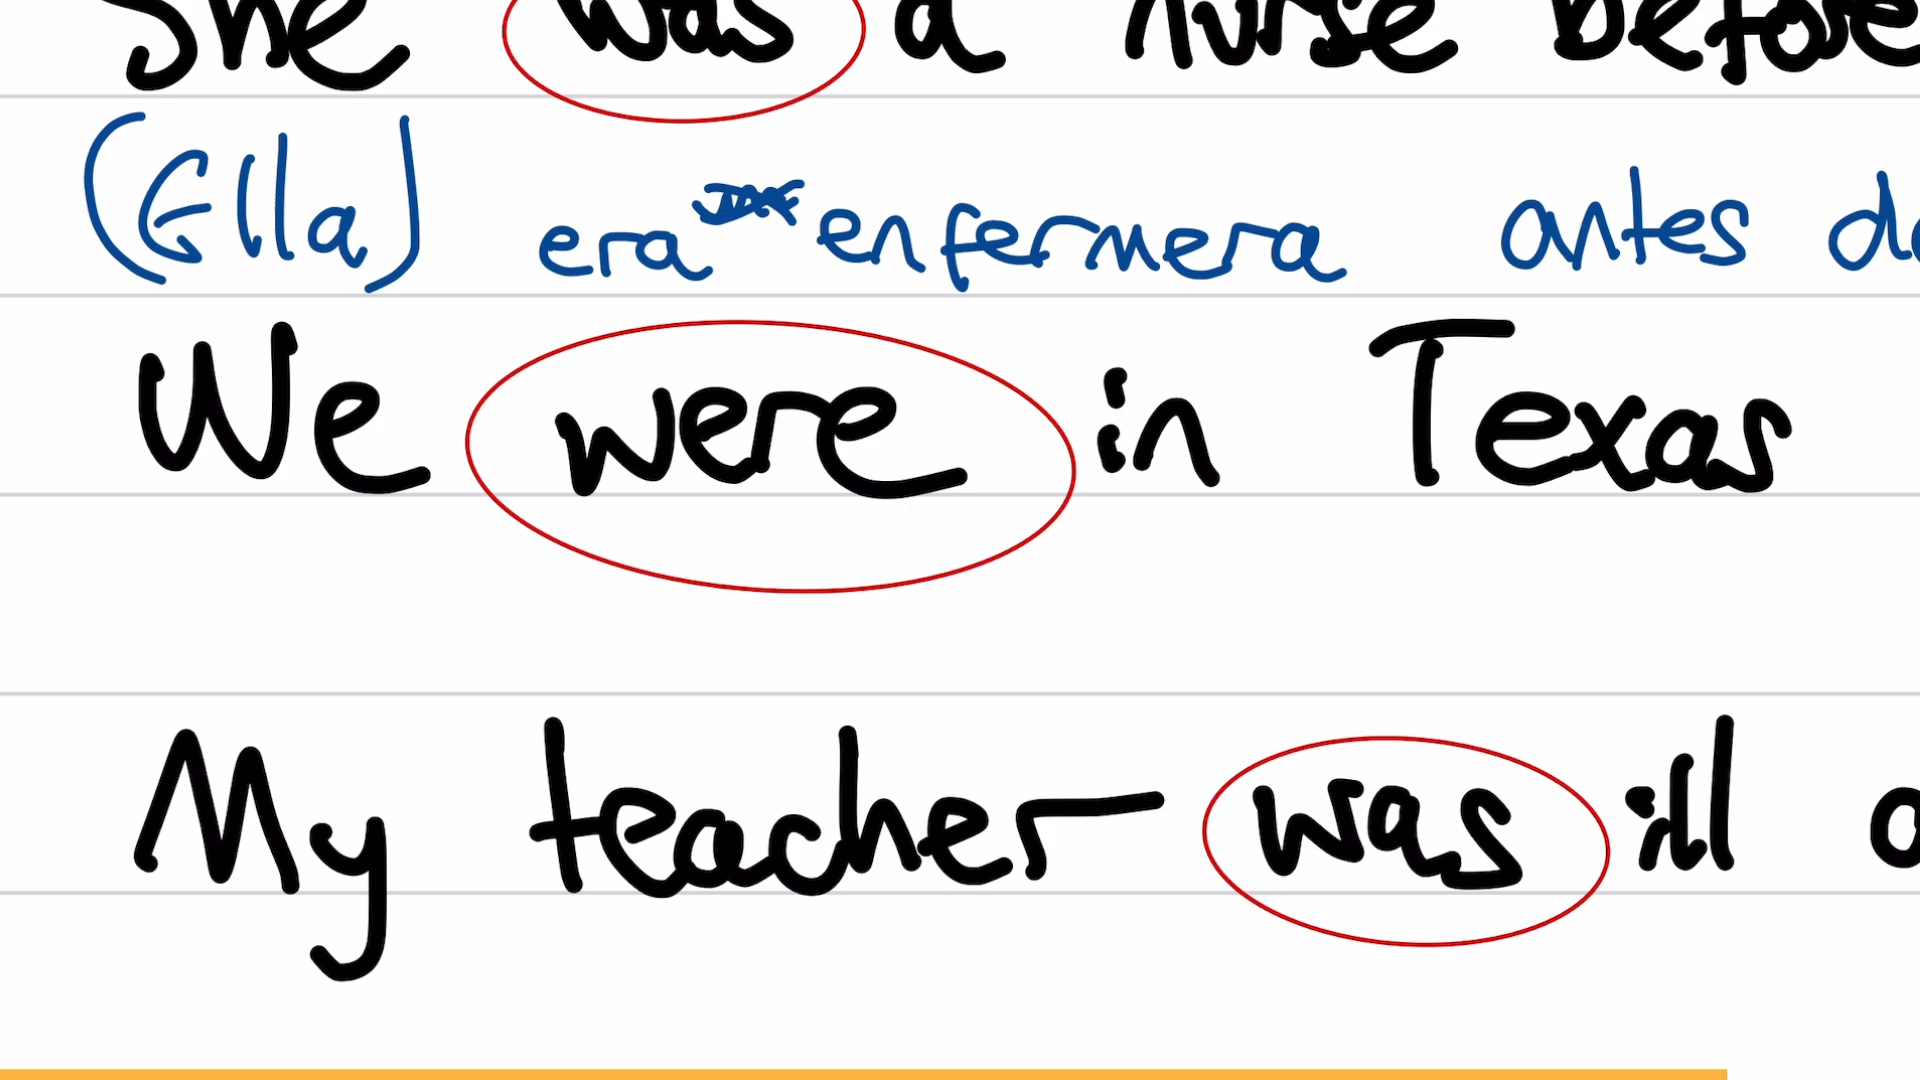 She was a nurse before
(Ella) era enfermera antes
We were in Texas
My teacher was ill